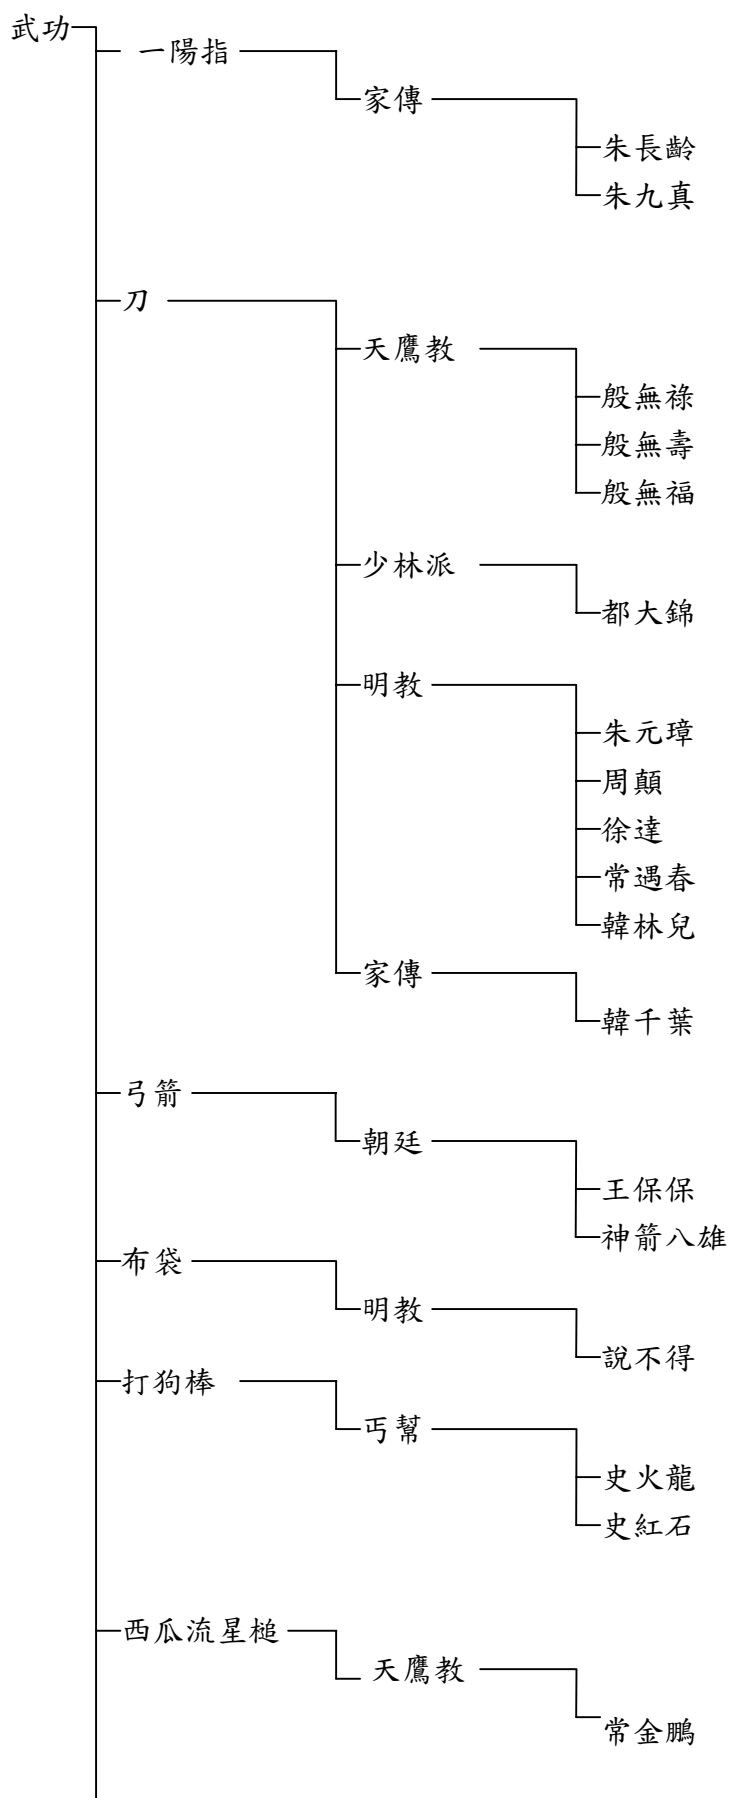 武功
一陽指
家傳
朱長齡
朱九真
刀
天鷹教
殷無祿
殷無壽
殷無福
少林派
都大錦
明教
朱元璋
周顛
徐達
常遇春
韓林兒
家傳
韓千葉
弓箭
朝廷
王保保
神箭八雄
布袋
明教
說不得
打狗棒
丐幫
史火龍
史紅石
西瓜流星槌
天鷹教
常金鵬